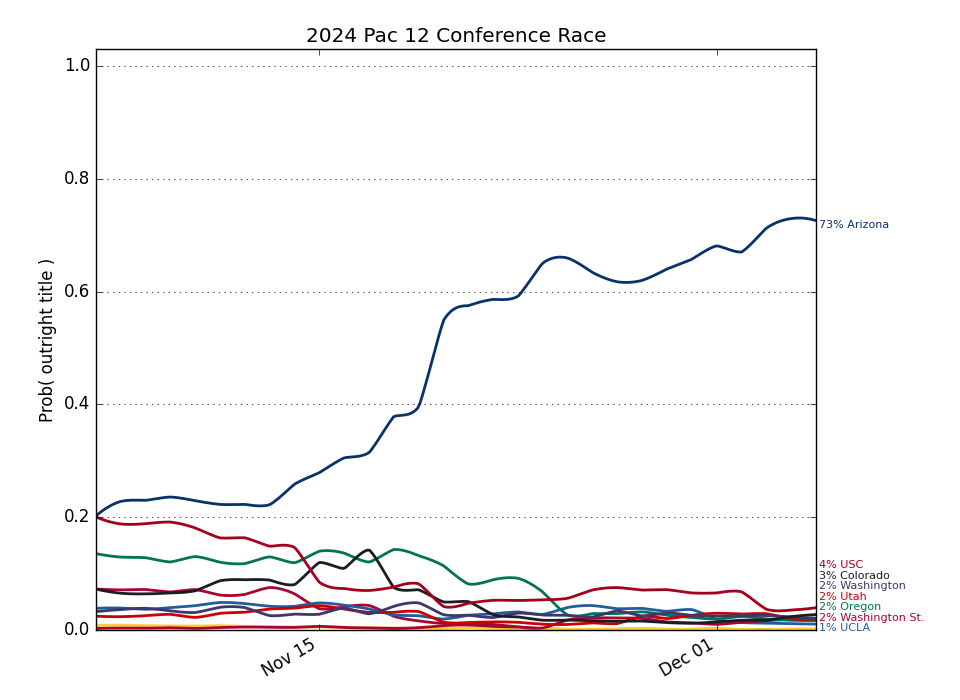 2024 Pac 12 Conference Race
1.0
0.8
0.6
0.4
0.2
0.0
Prob( outright title )
Nov 15
Dec 01
73% Arizona
4% USC
3% Colorado
2% Washington
2% Utah
2% Oregon
2% Washington St.
1% UCLA